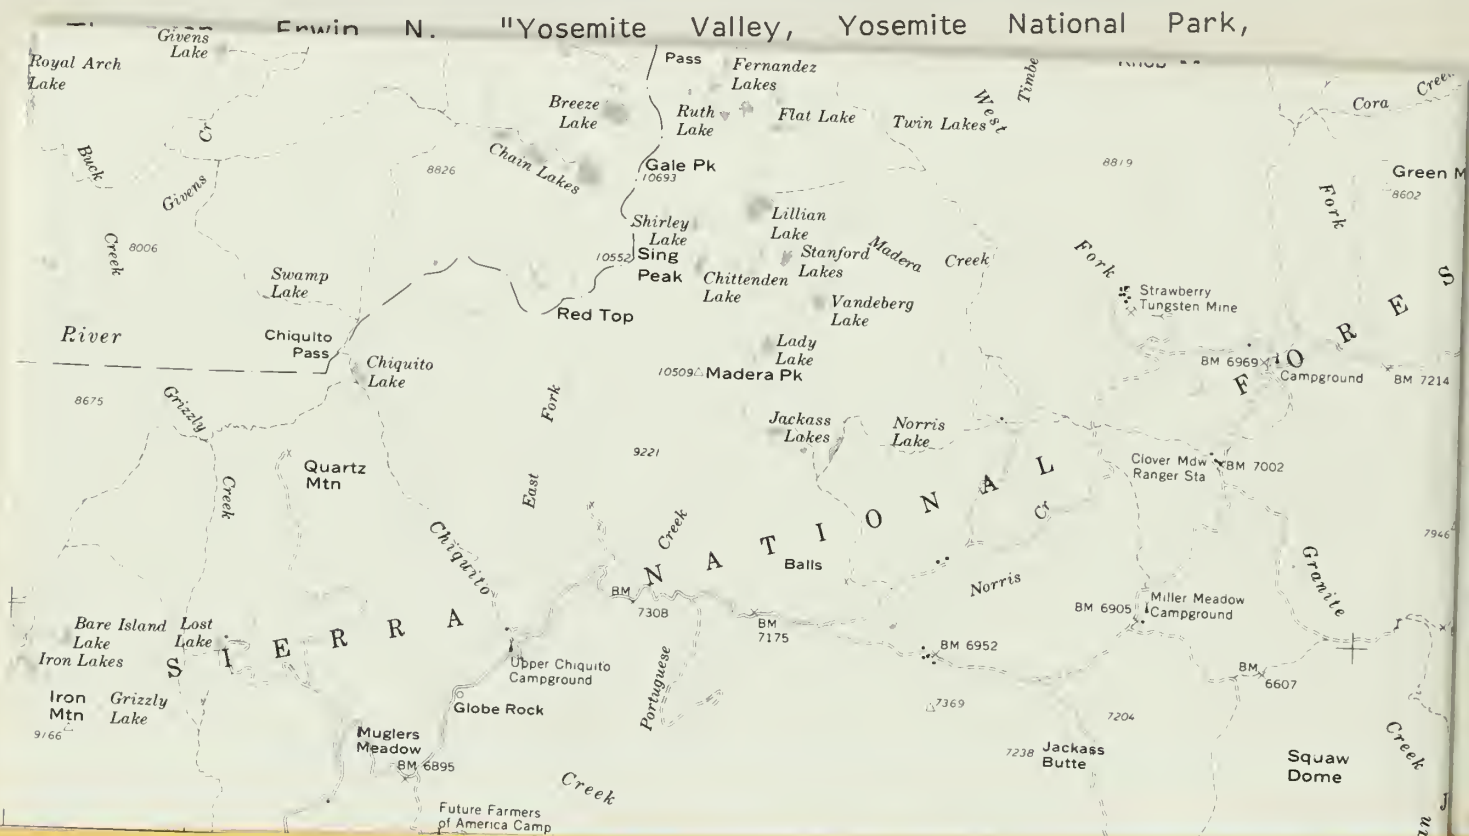 Erwin N. "Yosemite Valley, Yosemite National Park,
Givens
Lake
Royal Arch
Lake
Pass
Fernandez
Lakes
Timbe
West
Cree
Cora
Breeze
Lake
Ruth
Lake
Flat Lake
Twin Lakes
Cr
Givens
Buck
Creek
8826
Chain Lakes
Gale Pk
10693
8819
Green M
8602
Fork
8006
Shirley
Lake
Lillian
Lake
10552
Sing
Peak
Stanford
Lakes
Madera
Creek
Fork
Swamp
Lake
Chittenden
Lake
Vandeberg
Lake
Strawberry
Tungsten Mine
Red Top
River
Chiquito
Pass
Chiquito
Lake
Lady
Lake
10509 Madera Pk
BM 6969
Campground
BM 7214
8675
Grizzly
Creek
East Fork
Jackass
Lakes
Norris
Lake
Quartz
Mtn
9221
Clover Mdw
Ranger Sta
BM 7002
Chiquito
Creek
Balls
Cr
Norris
7946
Granite
BM
7308
BM
7175
BM 6905
Miller Meadow
Campground
Bare Island
Lake
Lost
Lake
Iron Lakes
SIERRA NATIONAL FORES
BM 6952
BM
6607
Upper Chiquito
Campground
Portuguese
Iron
Mtn
9166
Grizzly
Lake
Globe Rock
7369
7204
Muglers
Meadow
BM 6895
7238 Jackass
Butte
Squaw
Dome
Creek
Creek
Future Farmers
of America Camp
J
an